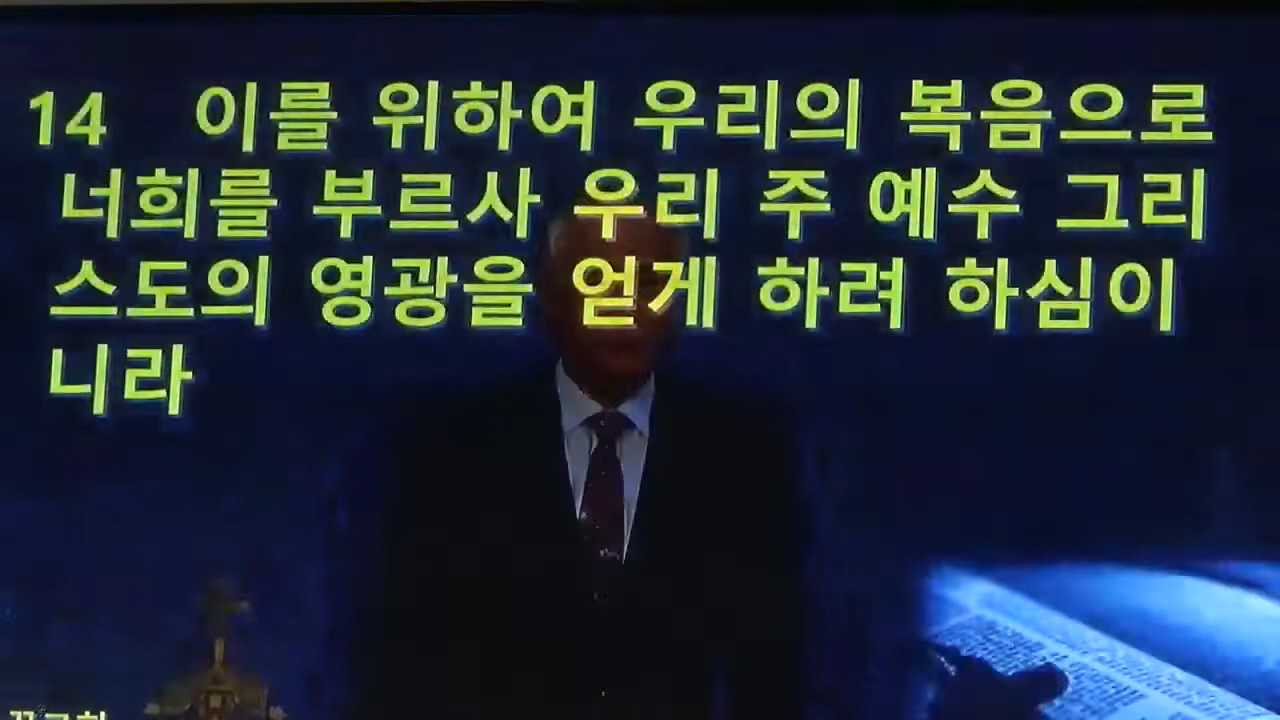 14 이를 위하여 우리의 복음으로
너희를 부르사 우리 주 예수 그리
스도의 영광을 얻게 하려 하심이
니라